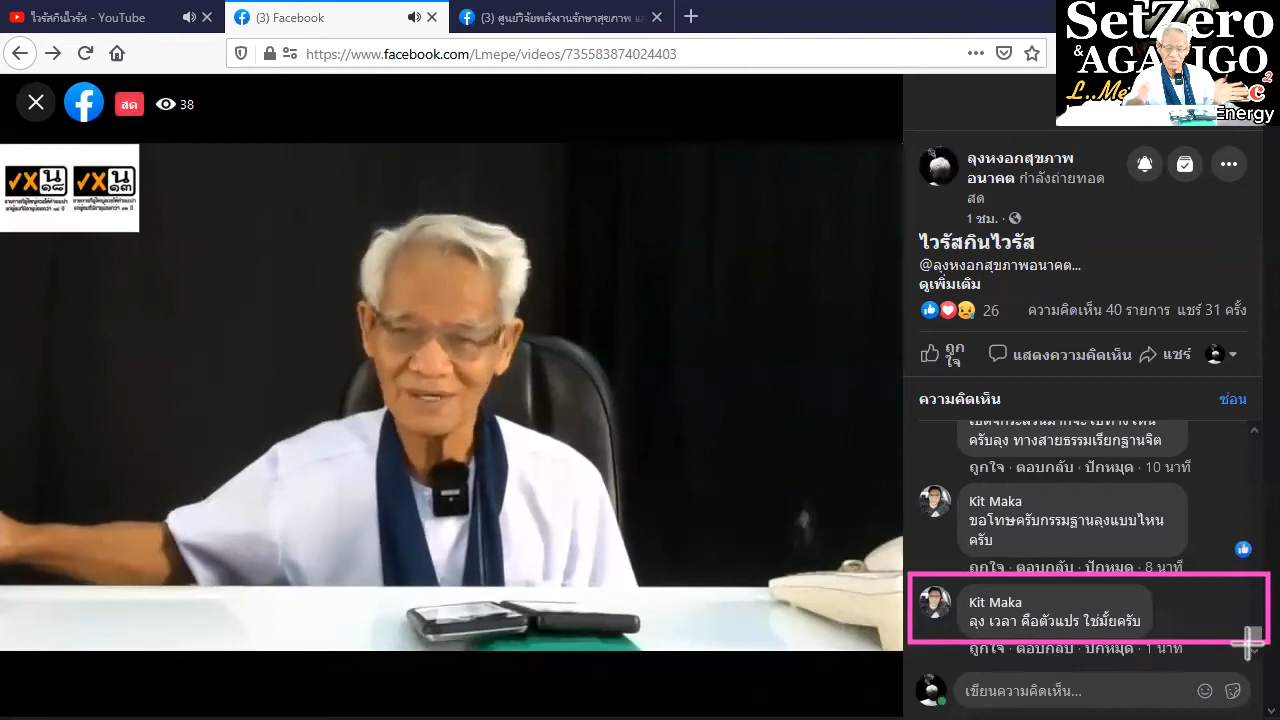 ไวรัสกินไวรัส - YouTube
(3) Facebook
(3) ศูนย์วิจัยพลังงานรักษาสุขภาพ
https://www.facebook.com/Lmepe/videos/735583874024403
SetZero
&
L..Me
Energy
สด
38
น
๑๘
น
๑๓
ลุงหงอกสุขภาพ
อนาคต กำลังถ่ายทอด
สด
1 ชม.
ไวรัสกินไวรัส
@ลุงหงอกสุขภาพอนาคต...
ดูเพิ่มเติม
26
ความคิดเห็น 40 รายการ แชร์ 31 ครั้ง
ถูก
ใจ
แสดงความคิดเห็น
แชร์
ความคิดเห็น
ซ่อน
ครับลุง ทางสายธรรมเรียกฐานจิต
ถูกใจ · ตอบกลับ · ปักหมุด · 10 นาที
Kit Maka
ขอโทษครับกรรมฐานลุงแบบไหน
ครับ
ถูกใจ · ตอบกลับ · ปักหมุด · 8 นาที
Kit Maka
ลุง เวลา คือตัวแปร ใช่มั้ยครับ
ถูกใจ · ตอบกลับ · ปักหมุด · 1 นาที
เขียนความคิดเห็น...